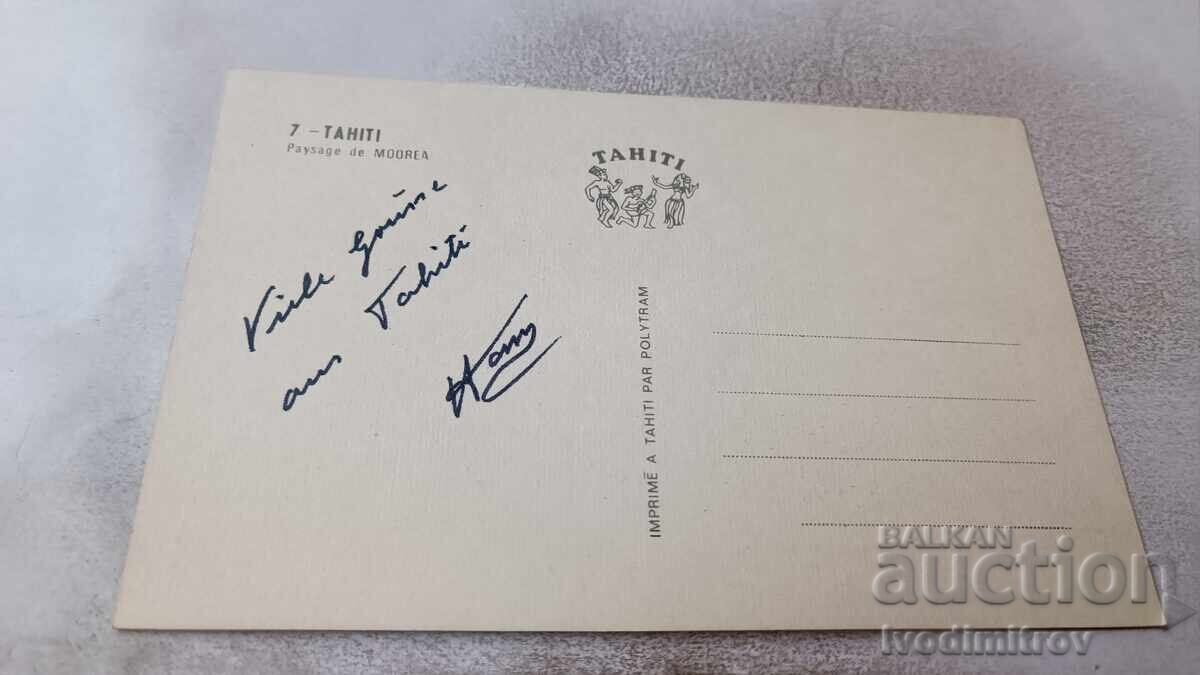 7 - TAHITI
Paysage de MOOREA
Viele Grüsse
aus Tahiti
TAHITI
IMPRIMÉ A TAHITI PAR POLYTRAM
BALKAN
auction
Ivodimitrov